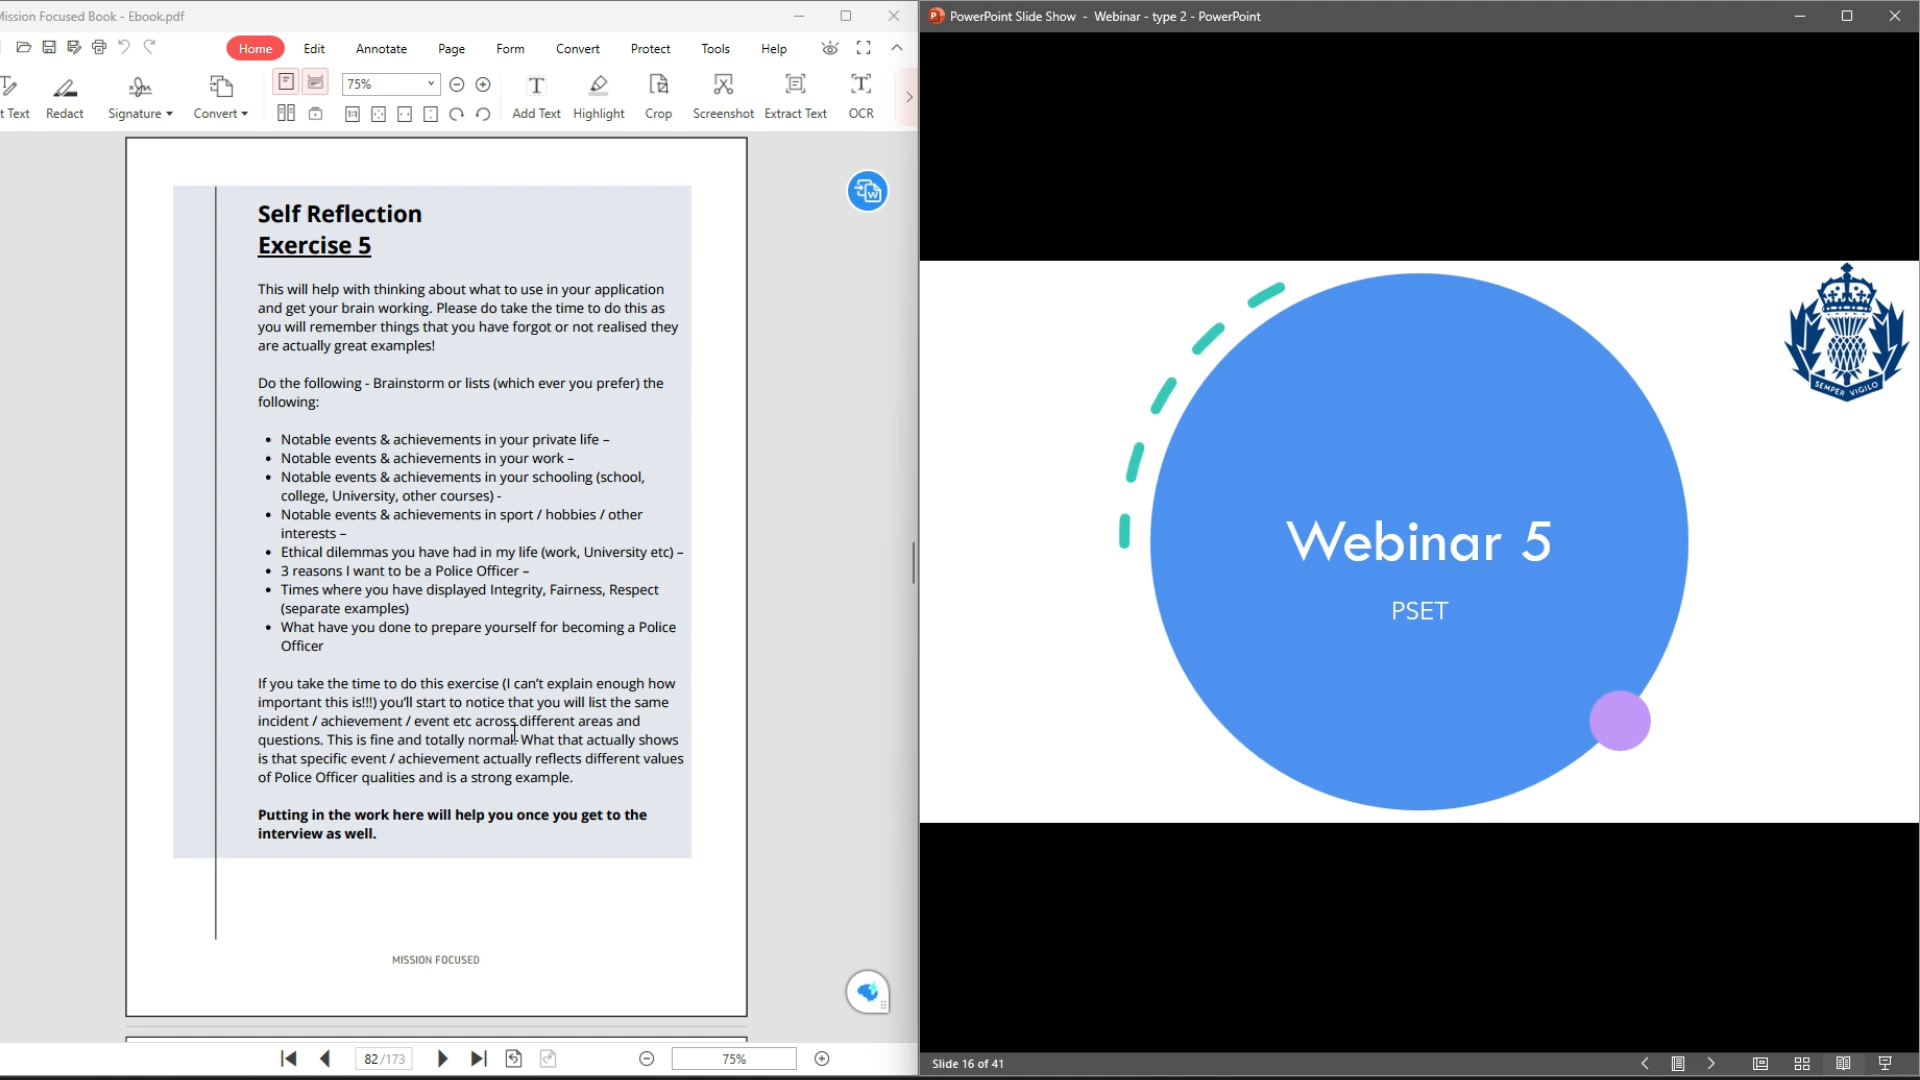 Mission Focused Book - Ebook.pdf
Home Edit Annotate Page Form Convert Protect Tools Help
75%
t Text Redact Signature Convert Add Text Highlight Crop Screenshot Extract Text OCR
Self Reflection
Exercise 5
This will help with thinking about what to use in your application
and get your brain working. Please do take the time to do this as
you will remember things that you have forgot or not realised they
are actually great examples!
Do the following - Brainstorm or lists (which ever you prefer) the
following:
• Notable events & achievements in your private life –
• Notable events & achievements in your work –
• Notable events & achievements in your schooling (school,
college, University, other courses) -
• Notable events & achievements in sport / hobbies / other
interests –
• Ethical dilemmas you have had in my life (work, University etc) –
• 3 reasons I want to be a Police Officer –
• Times where you have displayed Integrity, Fairness, Respect
(separate examples)
• What have you done to prepare yourself for becoming a Police
Officer
If you take the time to do this exercise (I can't explain enough how
important this is!!!) you'll start to notice that you will list the same
incident / achievement / event etc across different areas and
questions. This is fine and totally normal. What that actually shows
is that specific event / achievement actually reflects different values
of Police Officer qualities and is a strong example.
Putting in the work here will help you once you get to the
interview as well.
MISSION FOCUSED
82/173
75%
PowerPoint Slide Show - Webinar - type 2 - PowerPoint
SEMPER VIGILO
Webinar 5
PSET
Slide 16 of 41